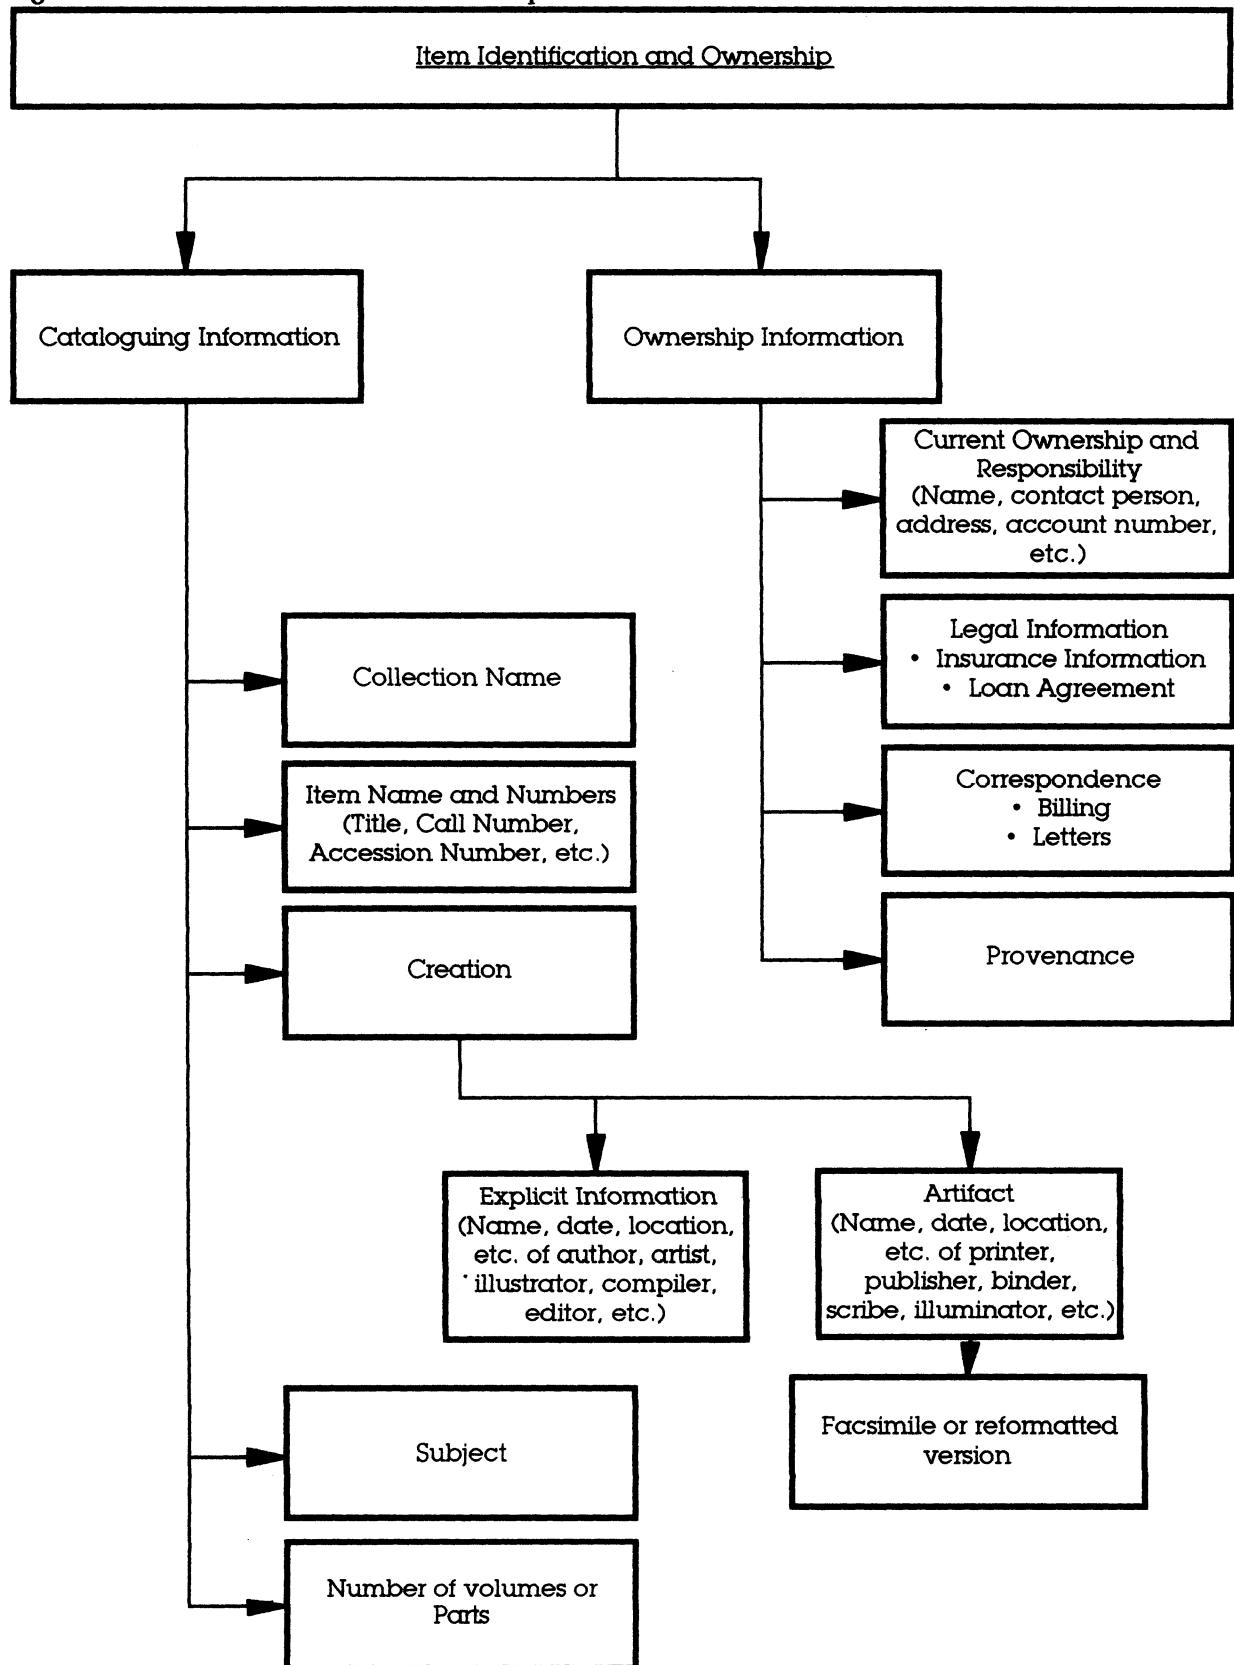 Item Identification and Ownership
Cataloguing Information
Ownership Information
Current Ownership and
Responsibility
(Name, contact person,
address, account number,
etc.)
Legal Information
• Insurance Information
• Loan Agreement
Correspondence
• Billing
• Letters
Provenance
Collection Name
Item Name and Numbers
(Title, Call Number,
Accession Number, etc.)
Creation
Explicit Information
(Name, date, location,
etc. of author, artist,
illustrator, compiler,
editor, etc.)
Artifact
(Name, date, location,
etc. of printer,
publisher, binder,
scribe, illuminator, etc.)
Facsimile or reformatted
version
Subject
Number of volumes or
Parts